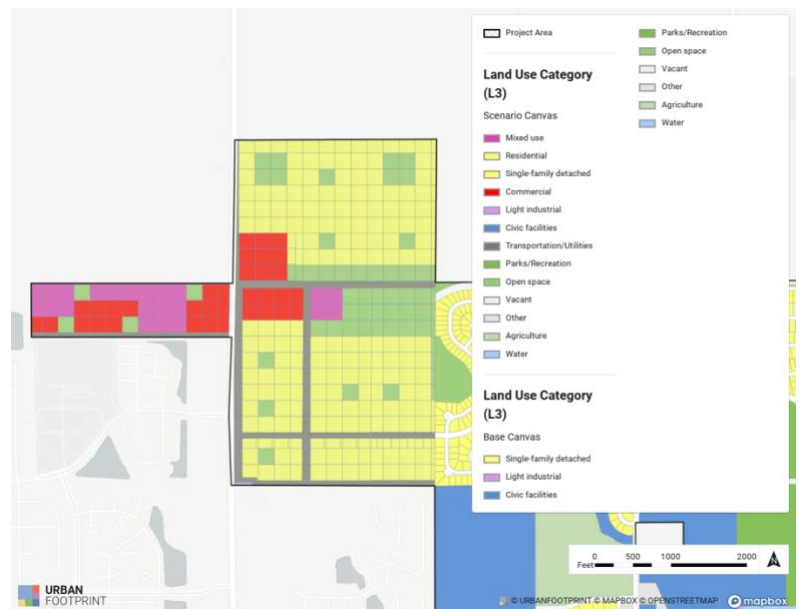 Project Area
Land Use Category
(L3)
Scenario Canvas
Mixed use
Residential
Single-family detached
Commercial
Light industrial
Civic facilities
Transportation/Utilities
Parks/Recreation
Open space
Vacant
Other
Agriculture
Water
Land Use Category
(L3)
Base Canvas
Single-family detached
Light industrial
Civic facilities
Parks/Recreation
Open space
Vacant
Other
Agriculture
Water
0 500 1000 2000
Feet
N
URBAN
FOOTPRINT
© URBANFOOTPRINT © MAPBOX © OPENSTREETMAP
mapbox